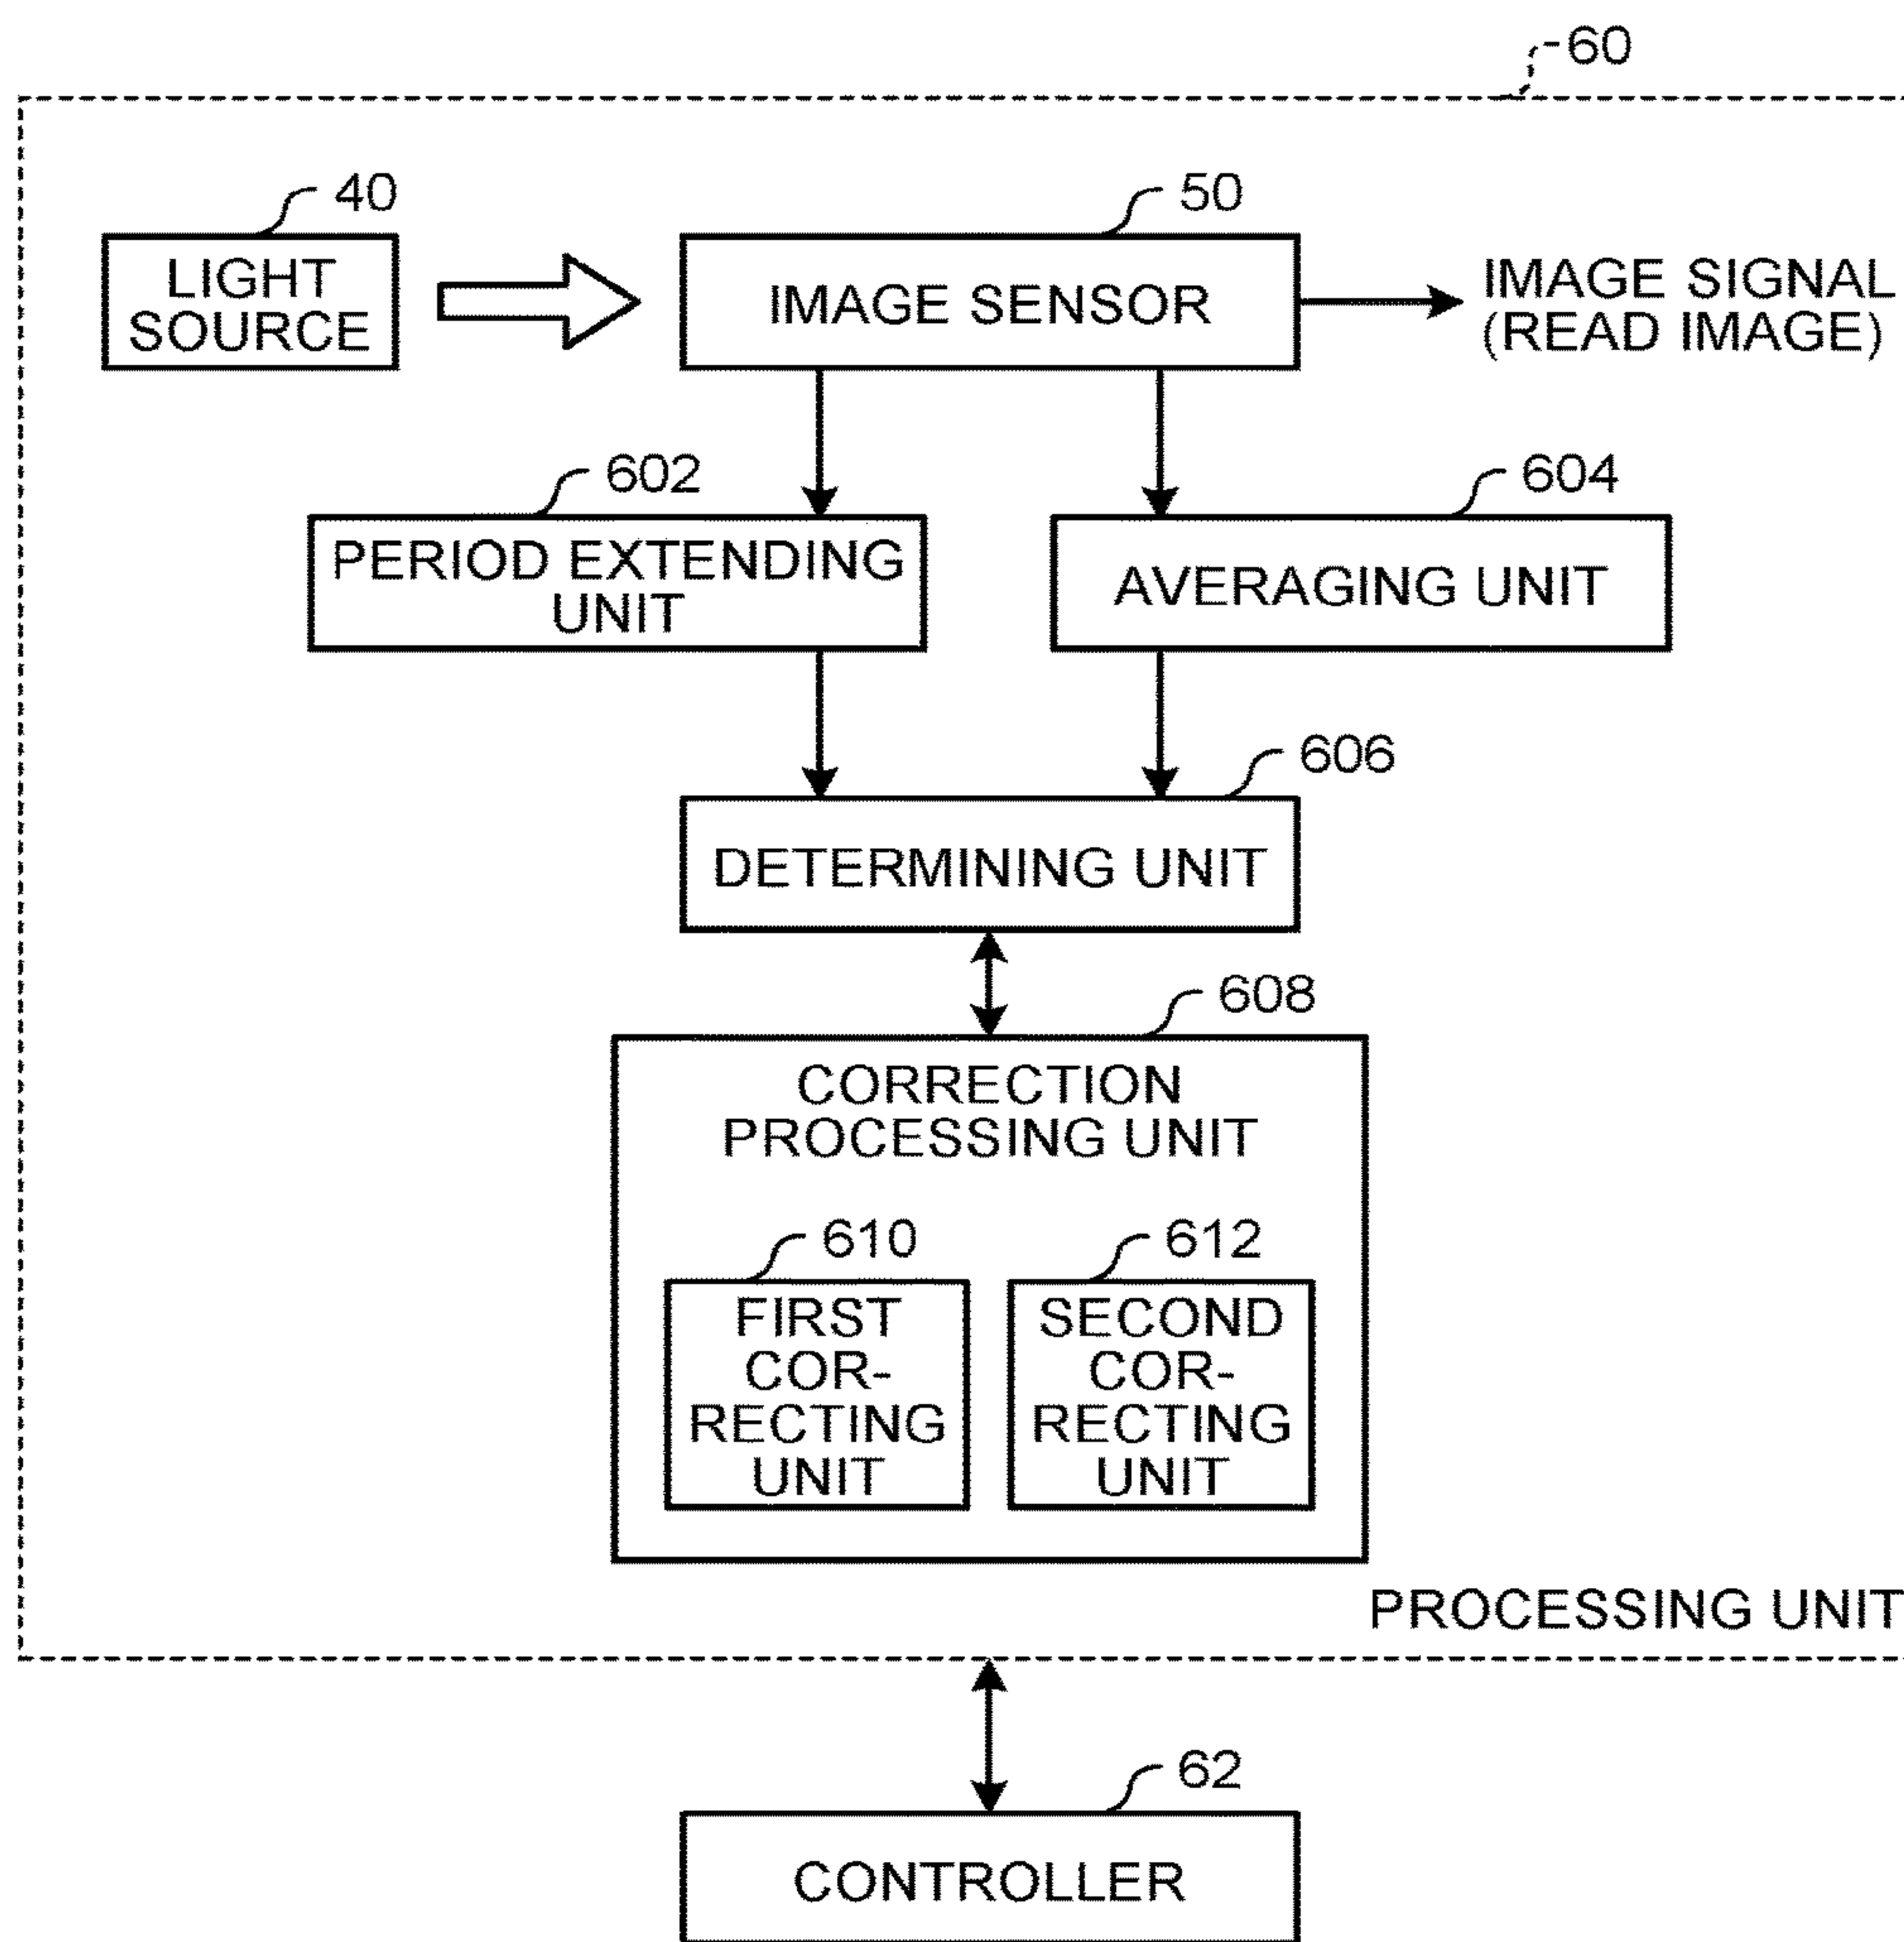 60
40
50
LIGHT
SOURCE
IMAGE SENSOR
IMAGE SIGNAL
(READ IMAGE)
602
604
PERIOD EXTENDING
UNIT
AVERAGING UNIT
606
DETERMINING UNIT
608
CORRECTION
PROCESSING UNIT
610
612
FIRST
COR-
RECTING
UNIT
SECOND
COR-
RECTING
UNIT
PROCESSING UNIT
62
CONTROLLER